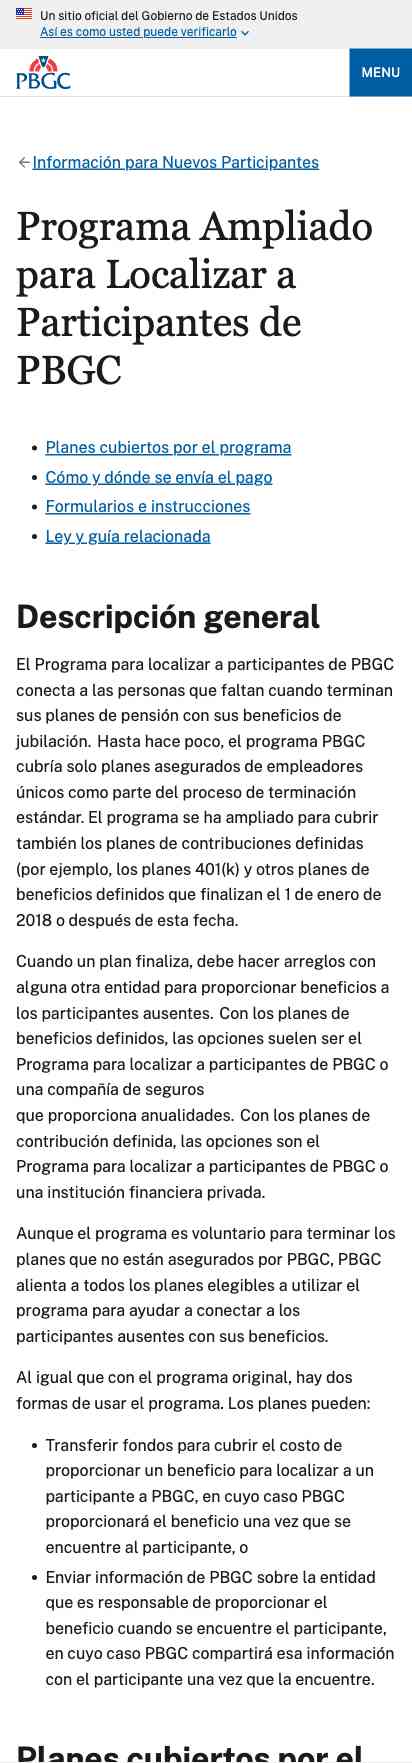 Un sitio oficial del Gobierno de Estados Unidos
Así es como usted puede verificarlo
PBGC
MENU
Información para Nuevos Participantes
Programa Ampliado
para Localizar a
Participantes de
PBGC
• Planes cubiertos por el programa
• Cómo y dónde se envía el pago
• Formularios e instrucciones
• Ley y guía relacionada
Descripción general
El Programa para localizar a participantes de PBGC
conecta a las personas que faltan cuando terminan
sus planes de pensión con sus beneficios de
jubilación. Hasta hace poco, el programa PBGC
cubría solo planes asegurados de empleadores
únicos como parte del proceso de terminación
estándar. El programa se ha ampliado para cubrir
también los planes de contribuciones definidas
(por ejemplo, los planes 401(k) y otros planes de
beneficios definidos que finalizan el 1 de enero de
2018 o después de esta fecha.
Cuando un plan finaliza, debe hacer arreglos con
alguna otra entidad para proporcionar beneficios a
los participantes ausentes. Con los planes de
beneficios definidos, las opciones suelen ser el
Programa para localizar a participantes de PBGC o
una compañía de seguros
que proporciona anualidades. Con los planes de
contribución definida, las opciones son el
Programa para localizar a participantes de PBGC o
una institución financiera privada.
Aunque el programa es voluntario para terminar los
planes que no están asegurados por PBGC, PBGC
alienta a todos los planes elegibles a utilizar el
programa para ayudar a conectar a los
participantes ausentes con sus beneficios.
Al igual que con el programa original, hay dos
formas de usar el programa. Los planes pueden:
• Transferir fondos para cubrir el costo de
proporcionar un beneficio para localizar a un
participante a PBGC, en cuyo caso PBGC
proporcionará el beneficio una vez que se
encuentre al participante, o
• Enviar información de PBGC sobre la entidad
que es responsable de proporcionar el
beneficio cuando se encuentre el participante,
en cuyo caso PBGC compartirá esa información
con el participante una vez que la encuentre.
Planes cubiertos por el